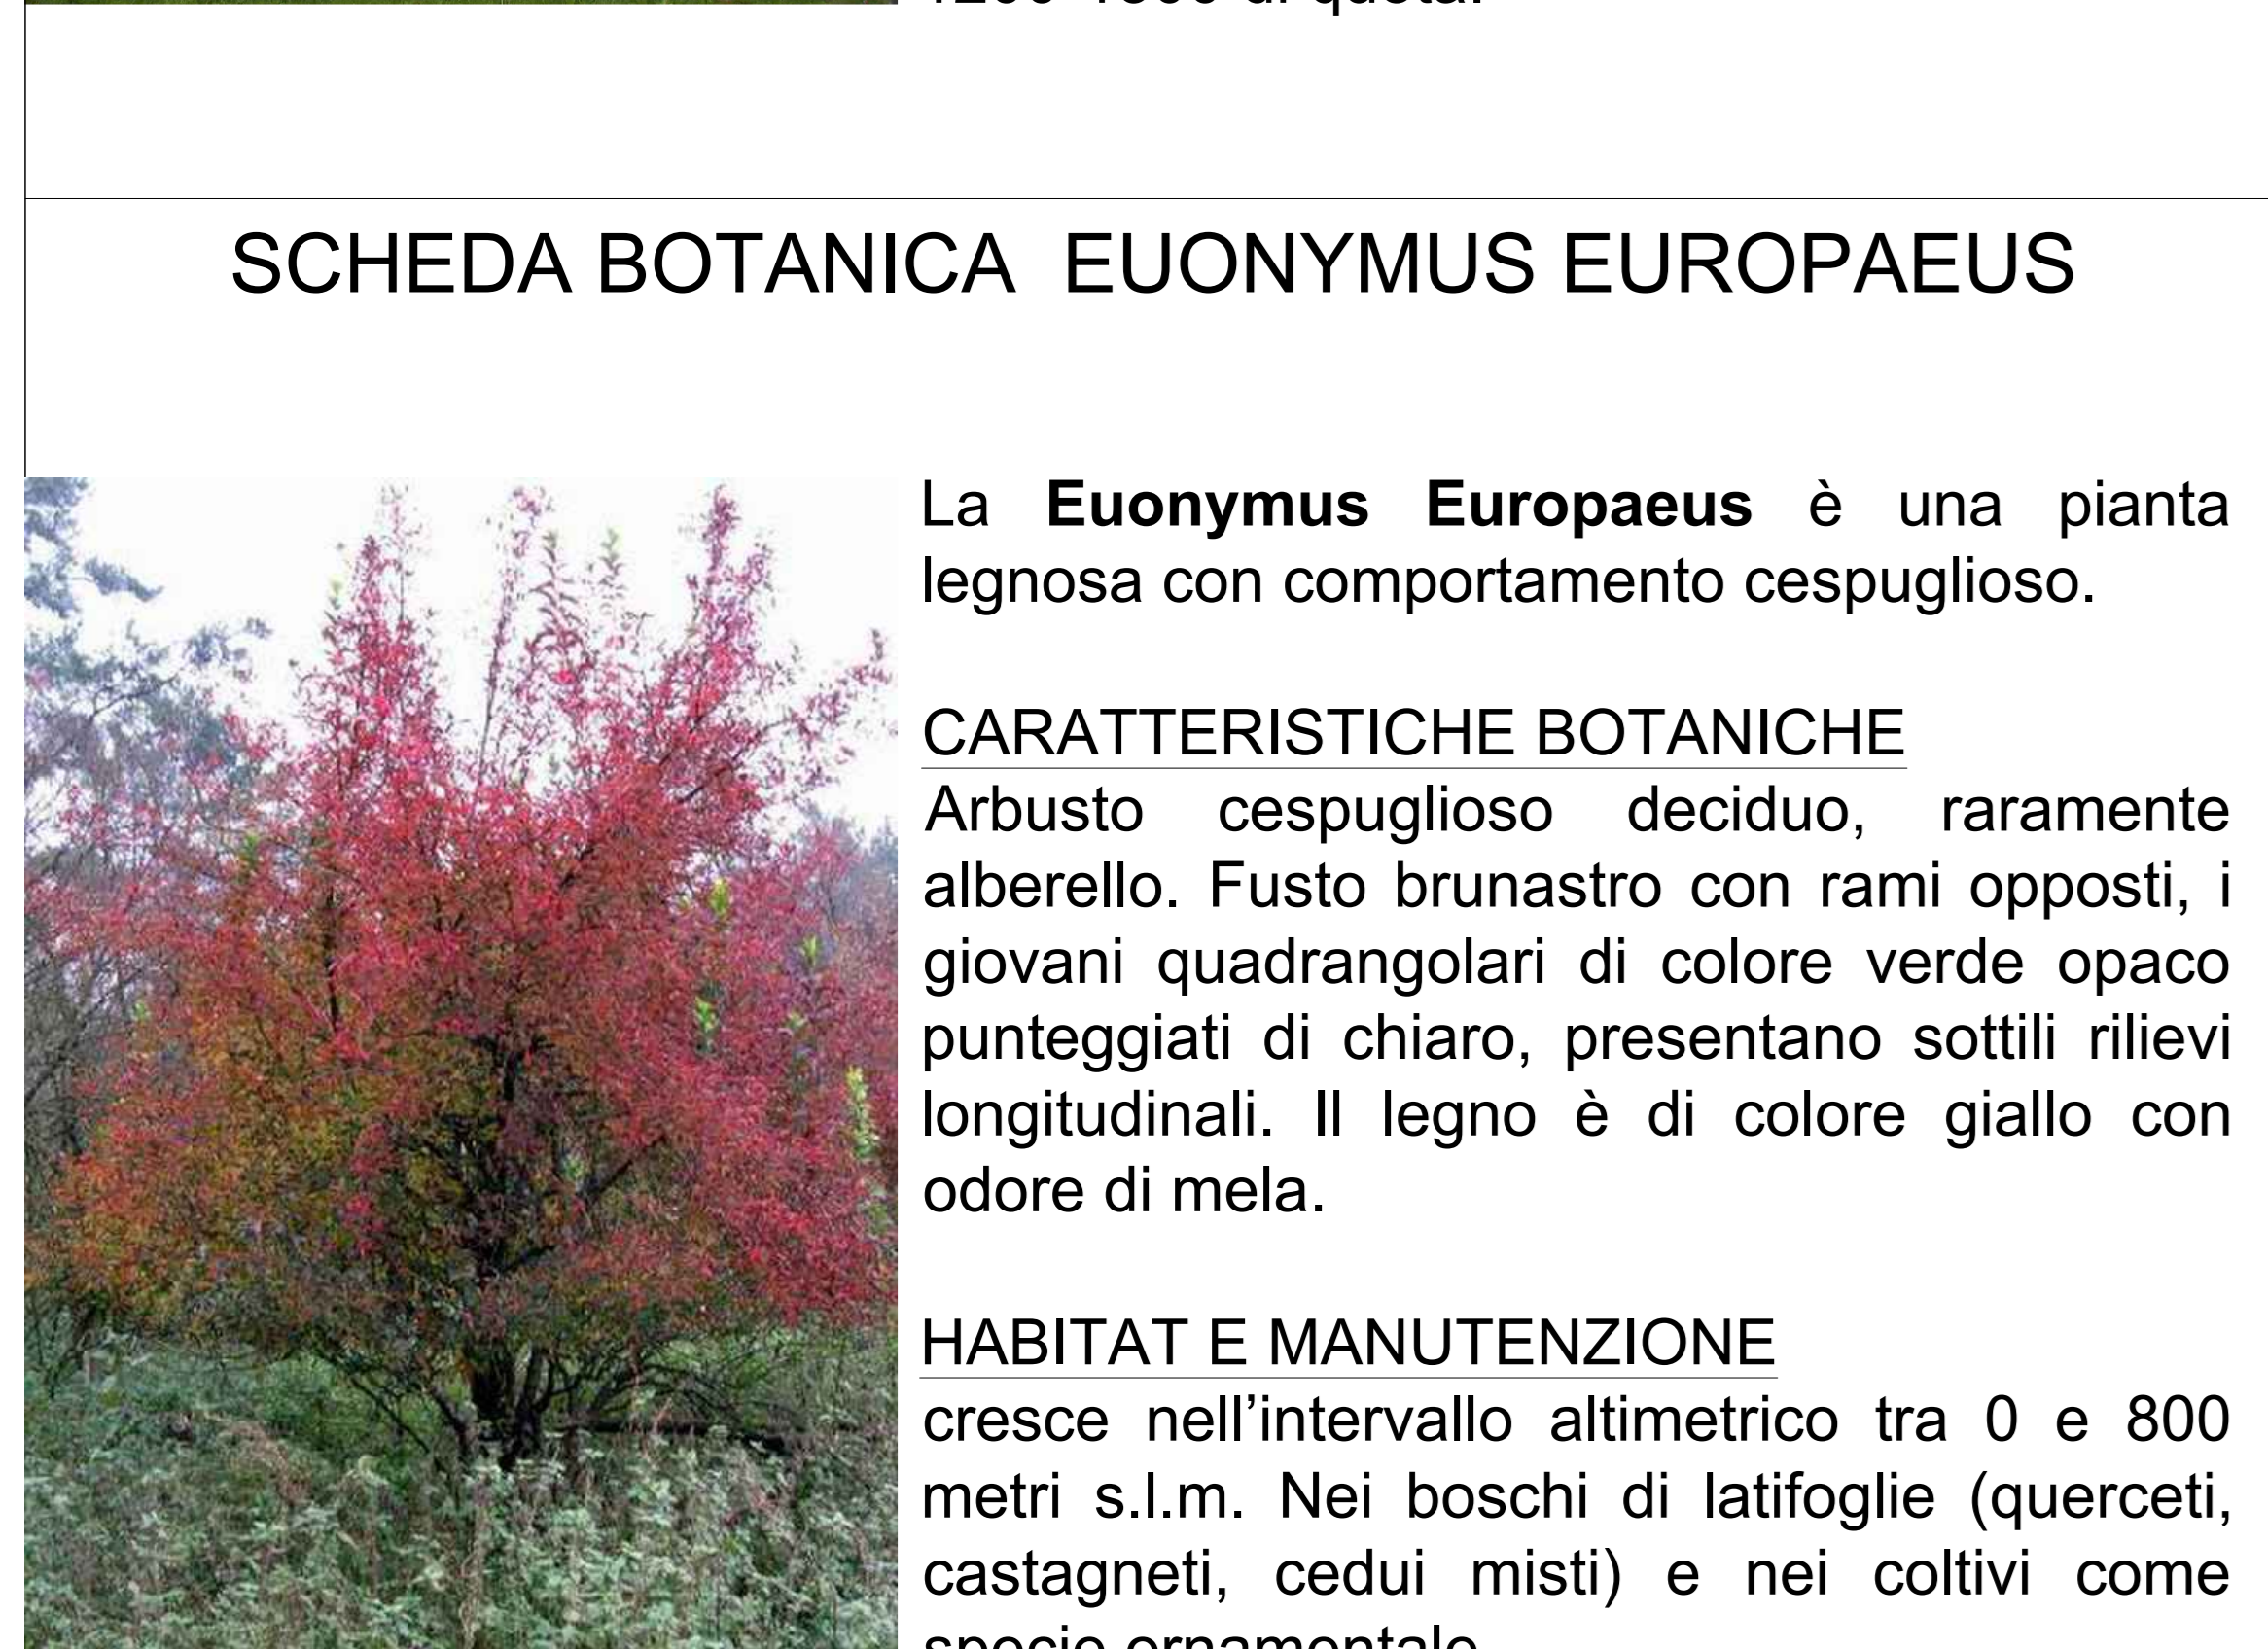 SCHEDA BOTANICA EUONYMUS EUROPAEUS
La Euonymus Europaeus è una pianta
legnosa con comportamento cespuglioso.
CARATTERISTICHE BOTANICHE
Arbusto cespuglioso deciduo, raramente
alberello. Fusto brunastro con rami opposti, i
giovani quadrangolari di colore verde opaco
punteggiati di chiaro, presentano sottili rilievi
longitudinali. Il legno è di colore giallo con
odore di mela.
HABITAT E MANUTENZIONE
cresce nell’intervallo altimetrico tra 0 e 800
metri s.l.m. Nei boschi di latifoglie (querceti,
castagneti, cedui misti) e nei coltivi come
specie ornamentale